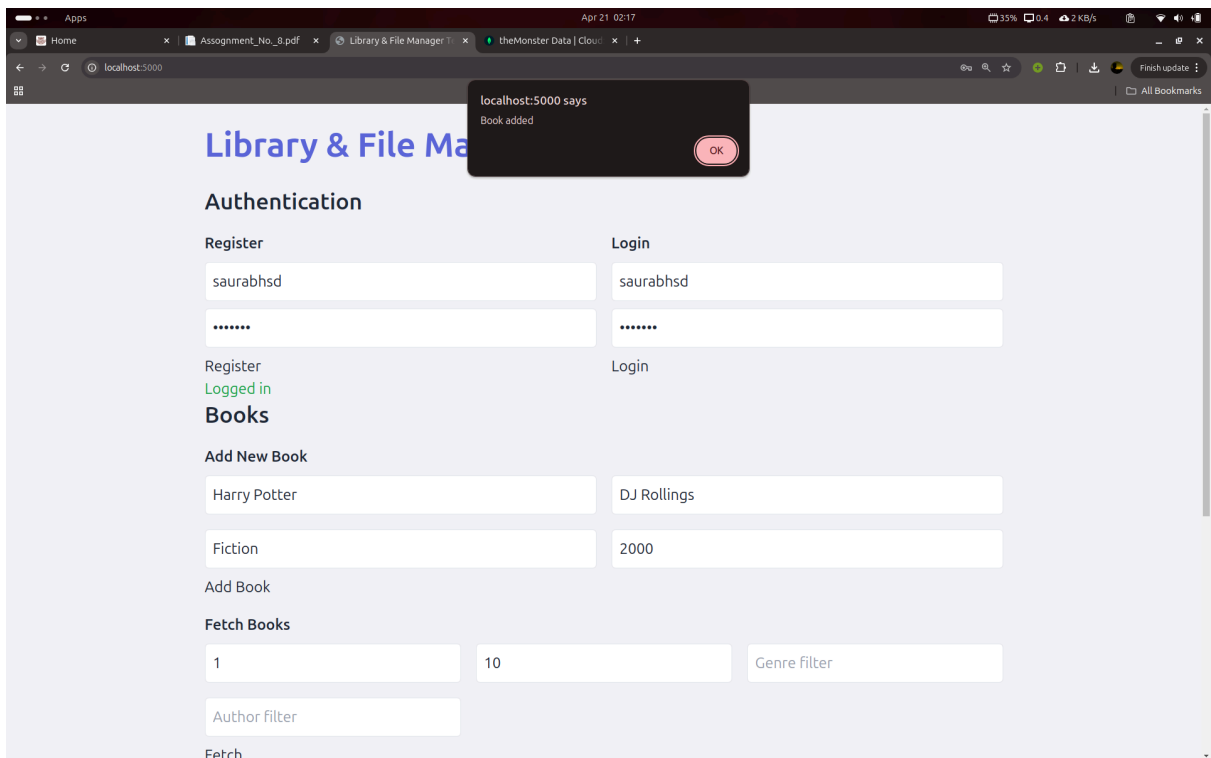 Apps Apr 21 02:17 35% 0.4 2 KB/s
Home Assognment_No._8.pdf Library & File Manager Te theMonster Data | Cloud
localhost:5000 Finish update
All Bookmarks
localhost:5000 says
Book added
OK
Library & File Ma
Authentication
Register Login
saurabhsd saurabhsd
••••••• •••••••
Register Login
Logged in
Books
Add New Book
Harry Potter DJ Rollings
Fiction 2000
Add Book
Fetch Books
1 10 Genre filter
Author filter
Fetch